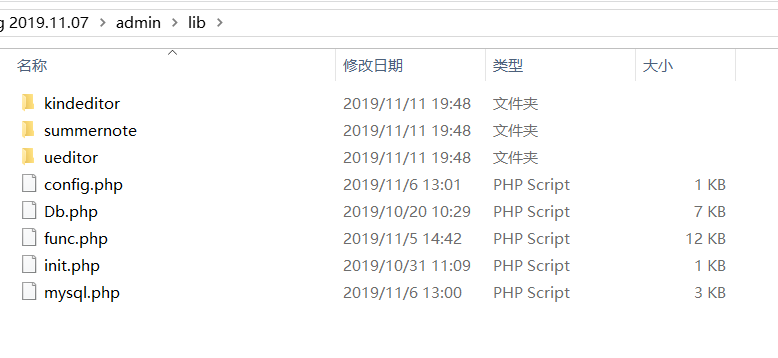 g 2019.11.07 > admin > lib >
名称 修改日期 类型 大小
kindeditor 2019/11/11 19:48 文件夹
summernote 2019/11/11 19:48 文件夹
ueditor 2019/11/11 19:48 文件夹
config.php 2019/11/6 13:01 PHP Script 1 KB
Db.php 2019/10/20 10:29 PHP Script 7 KB
func.php 2019/11/5 14:42 PHP Script 12 KB
init.php 2019/10/31 11:09 PHP Script 1 KB
mysql.php 2019/11/6 13:00 PHP Script 3 KB